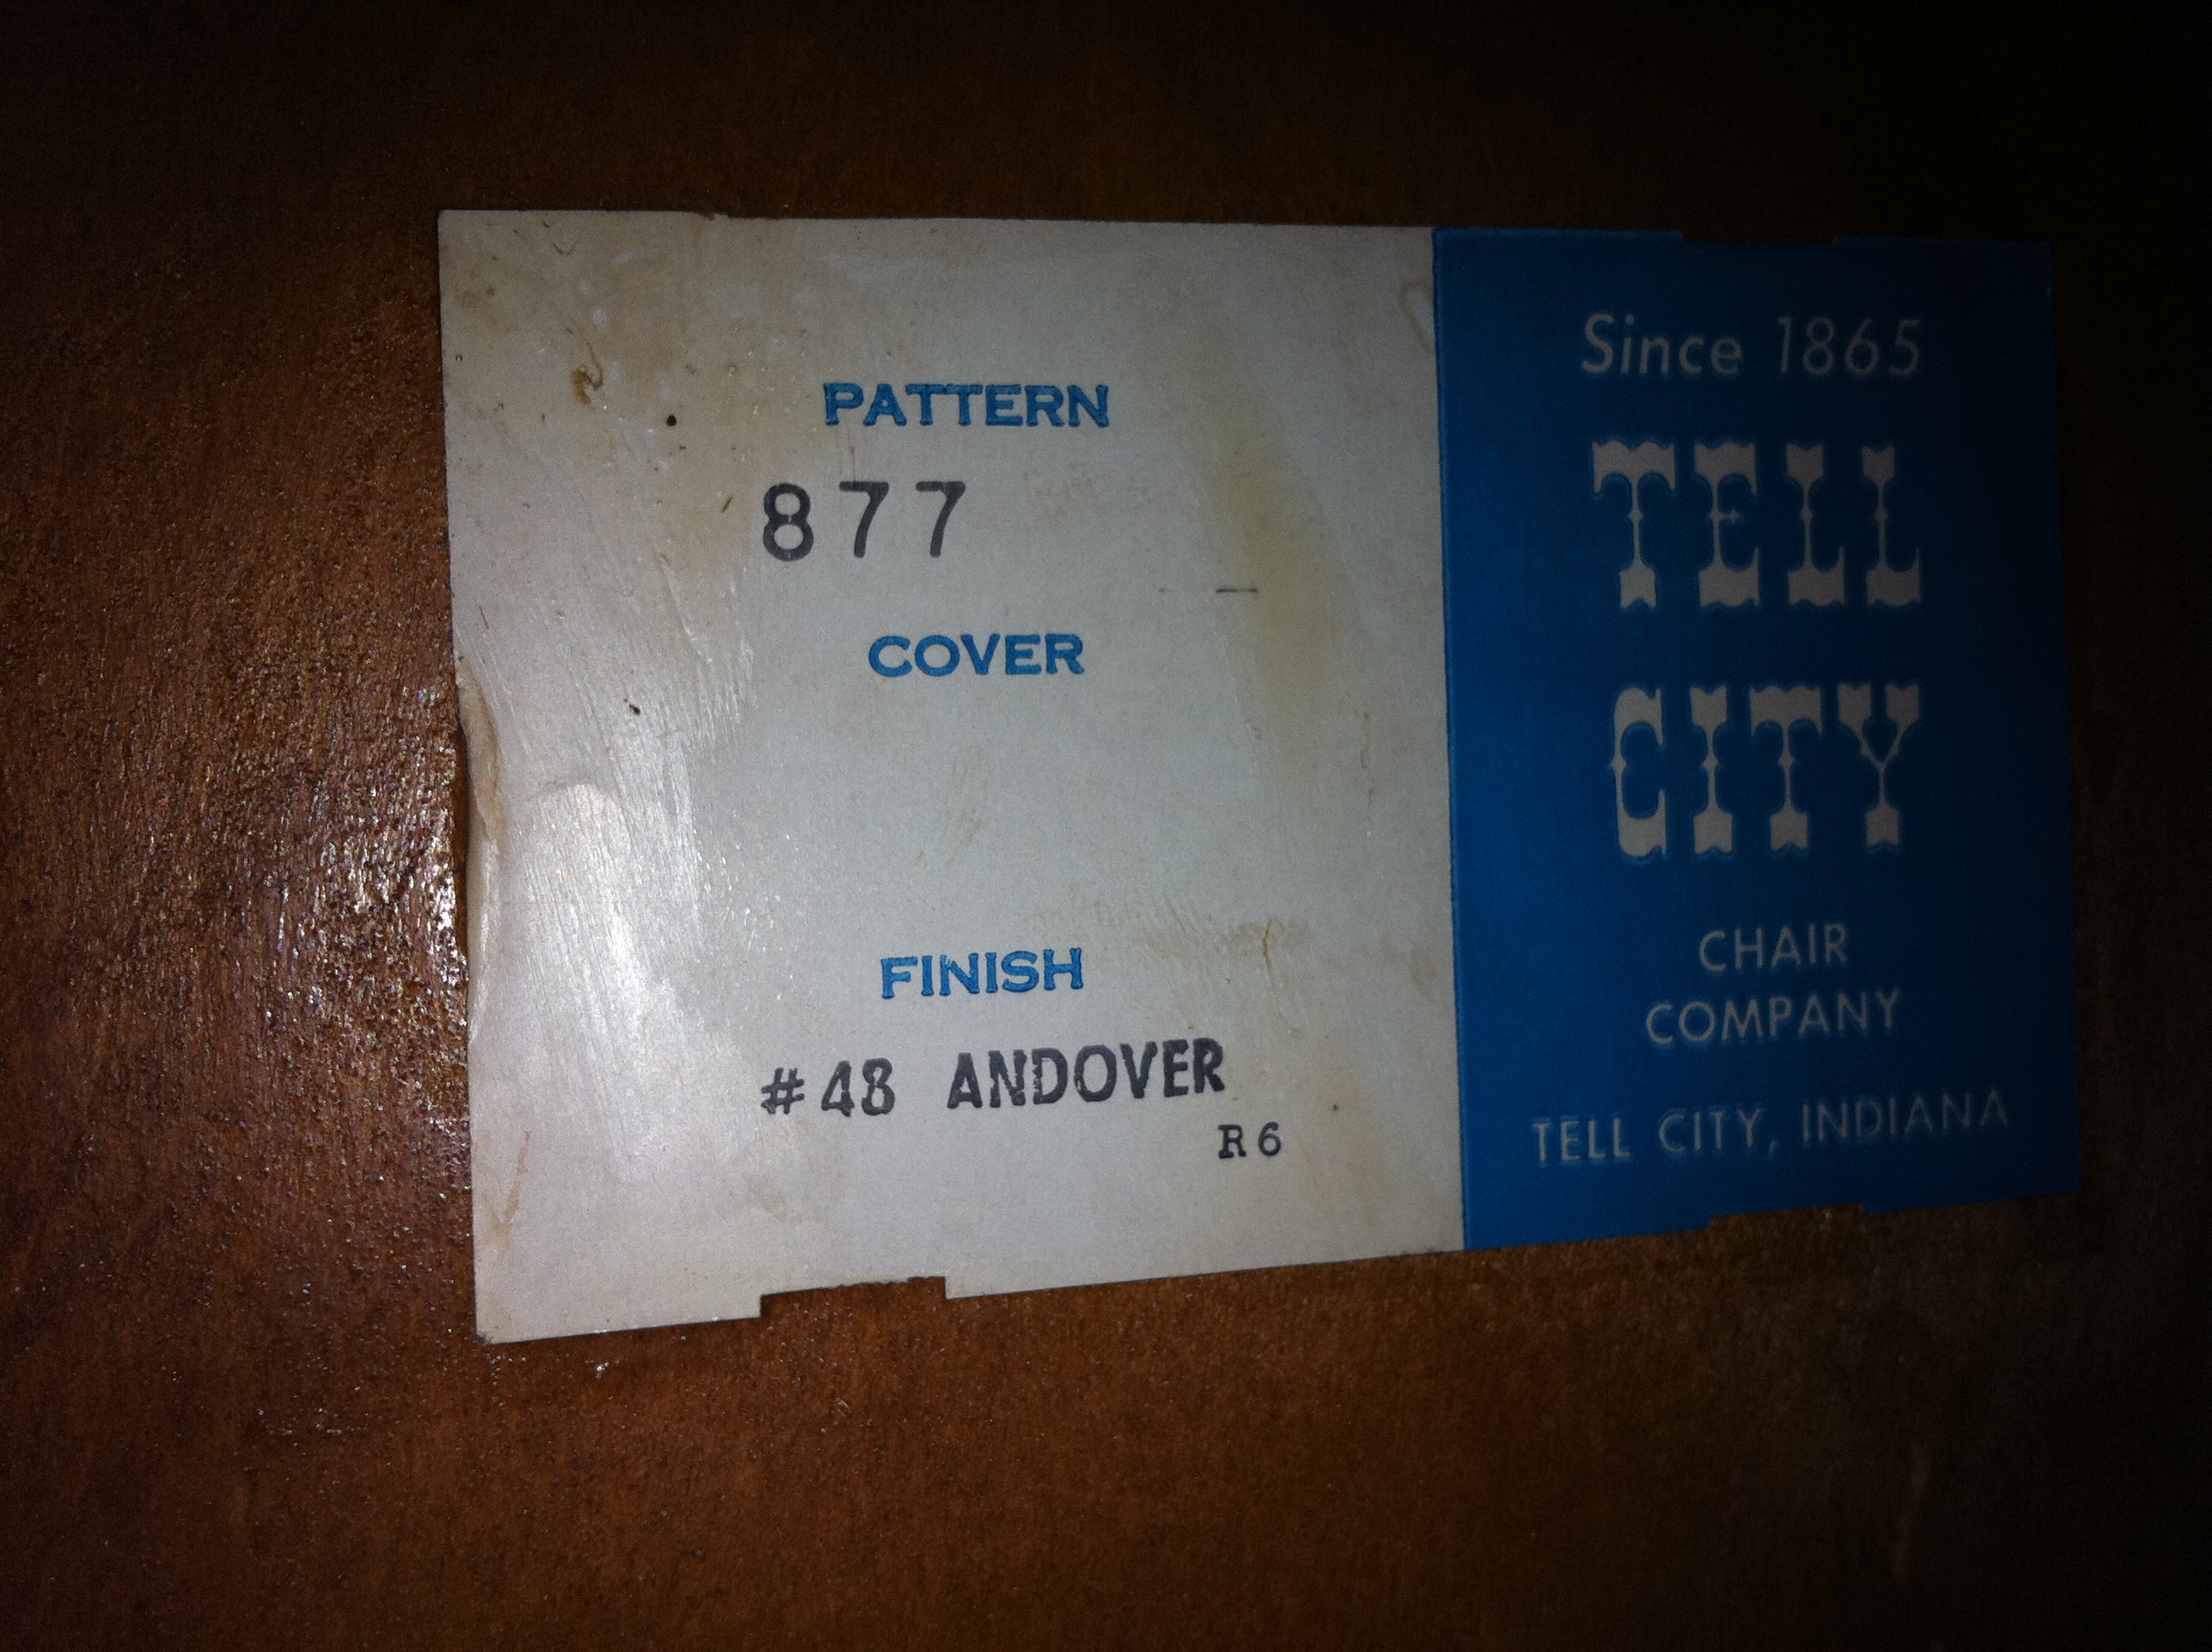 PATTERN
877
COVER
FINISH
#48 ANDOVER
R6
Since 1865
TELL
CITY
CHAIR
COMPANY
TELL CITY, INDIANA